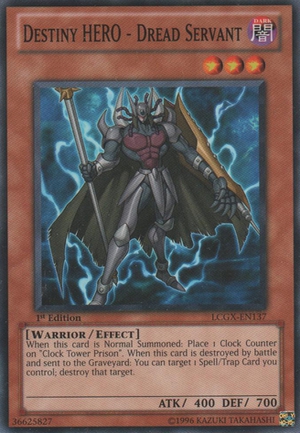 DESTINY HERO - DREAD SERVANT
DARK
闇
1st Edition
LCGX-EN137
[WARRIOR / EFFECT]
When this card is Normal Summoned: Place 1 Clock Counter
on "Clock Tower Prison". When this card is destroyed by battle
and sent to the Graveyard: You can target 1 Spell/Trap Card you
control; destroy that target.
ATK/ 400 DEF/ 700
36625827
©1996 KAZUKI TAKAHASHI